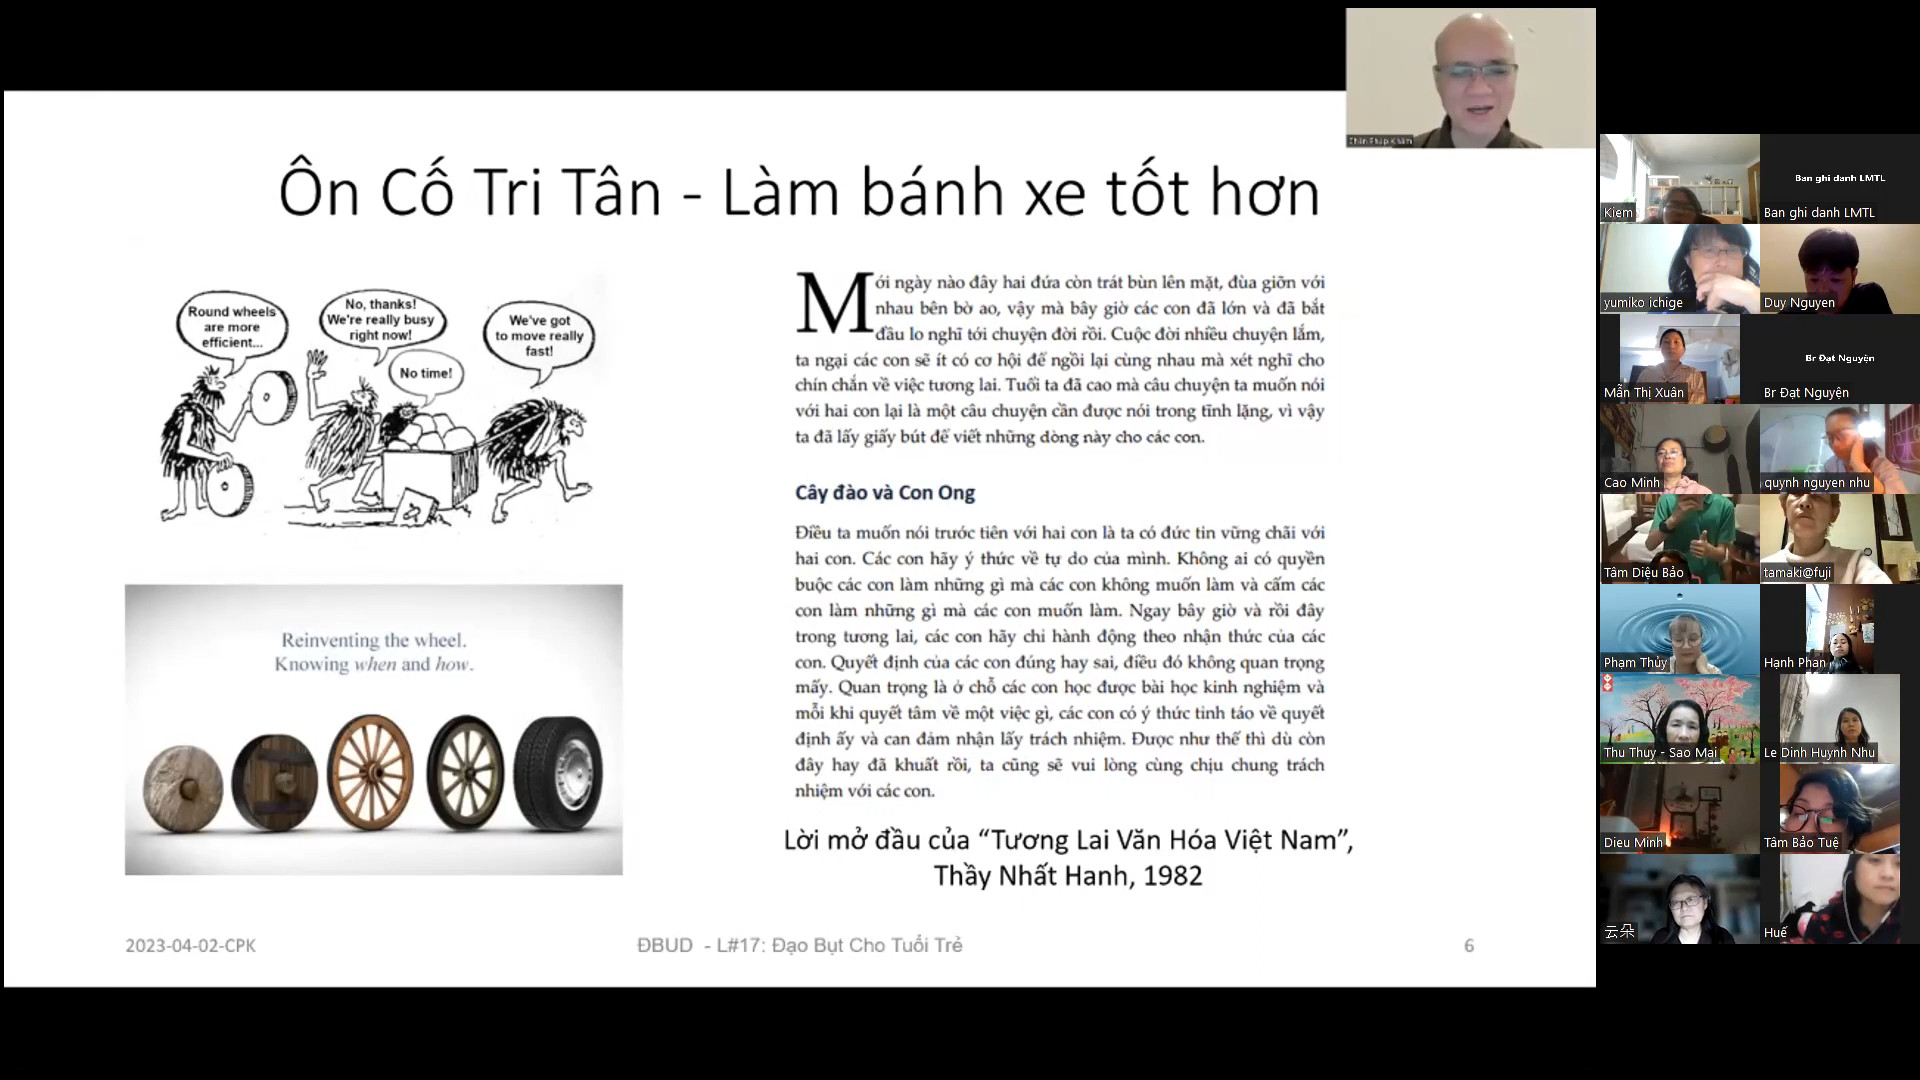 Ôn Cố Tri Tân - Làm bánh xe tốt hơn
Round wheels
are more
efficient...
No, thanks!
We're really busy
right now!
No time!
We've got
to move really
fast!
Reinventing the wheel.
Knowing when and how.
Mới ngày nào đây hai đứa còn trát bùn lên mặt, đùa giỡn với
nhau bên bờ ao, vậy mà bây giờ các con đã lớn và đã bắt
đầu lo nghĩ tới chuyện đời rồi. Cuộc đời nhiều chuyện lắm,
ta ngại các con sẽ ít có cơ hội để ngồi lại cùng nhau mà xét nghĩ cho
chín chắn về việc tương lai. Tuổi ta đã cao mà câu chuyện ta muốn nói
với hai con lại là một câu chuyện cần được nói trong tĩnh lặng, vì vậy
ta đã lấy giấy bút để viết những dòng này cho các con.
Cây đào và Con Ong
Điều ta muốn nói trước tiên với hai con là ta có đức tin vững chãi với
hai con. Các con hãy ý thức về tự do của mình. Không ai có quyền
buộc các con làm những gì mà các con không muốn làm và cấm các
con làm những gì mà các con muốn làm. Ngay bây giờ và rồi đây
trong tương lai, các con hãy chỉ hành động theo nhận thức của các
con. Quyết định của các con đúng hay sai, điều đó không quan trọng
mấy. Quan trọng là ở chỗ các con học được bài học kinh nghiệm và
mỗi khi quyết tâm về một việc gì, các con có ý thức tỉnh táo về quyết
định ấy và can đảm nhận lấy trách nhiệm. Được như thế thì dù còn
đây hay đã khuất rồi, ta cũng sẽ vui lòng cùng chịu chung trách
nhiệm với các con.
Lời mở đầu của “Tương Lai Văn Hóa Việt Nam”,
Thầy Nhất Hanh, 1982
2023-04-02-CPK
ĐBUD - L#17: Đạo Bụt Cho Tuổi Trẻ
6
Chân Pháp Khâm
Kiem
Ban ghi danh LMTL
Ban ghi danh LMTL
yumiko ichige
Duy Nguyen
Mẫn Thị Xuân
Br Đạt Nguyện
Br Đạt Nguyện
Cao Minh
quynh nguyen nhu
Tâm Diệu Bảo
tamaki@fuji
Phạm Thủy
Hạnh Phan
Thu Thuy - Sao Mai
Le Dinh Huynh Nhu
Dieu Minh
Tâm Bảo Tuệ
云朵
Huế